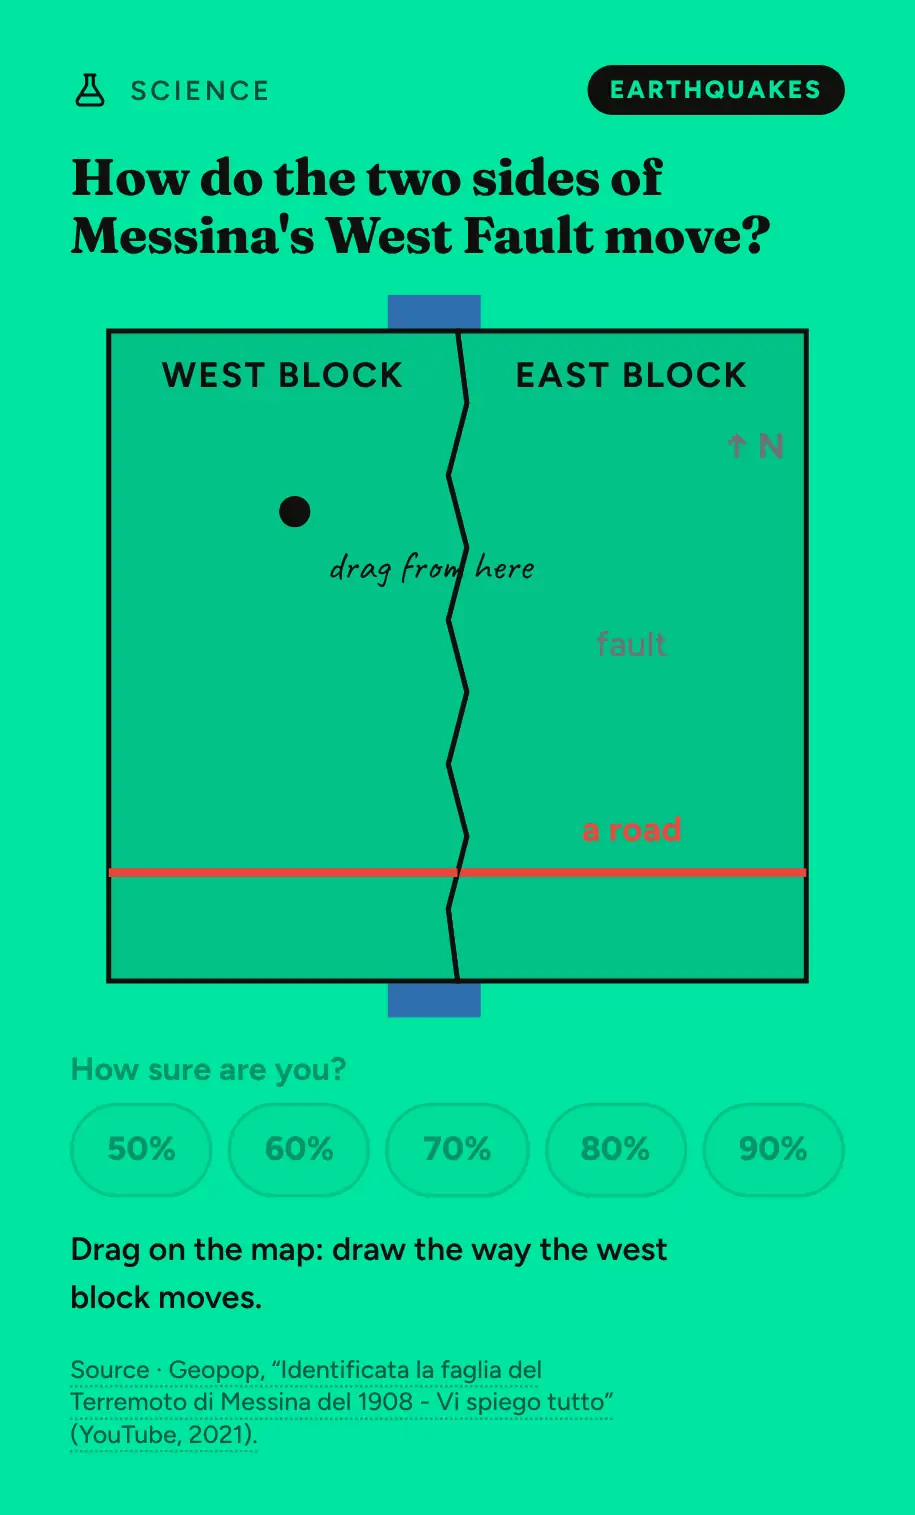 SCIENCE
EARTHQUAKES
How do the two sides of
Messina's West Fault move?
WEST BLOCK
EAST BLOCK
↑ N
drag from here
fault
a road
How sure are you?
50%
60%
70%
80%
90%
Drag on the map: draw the way the west
block moves.
Source · Geopop, “Identificata la faglia del
Terremoto di Messina del 1908 - Vi spiego tutto”
(YouTube, 2021).